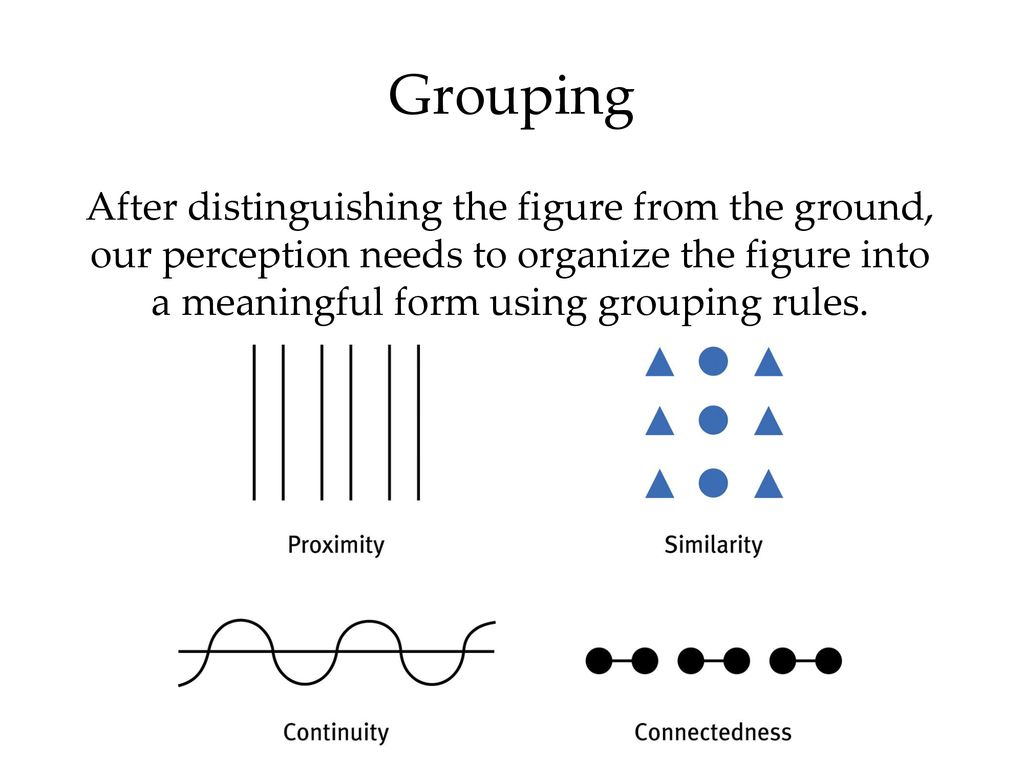 Grouping
After distinguishing the figure from the ground,
our perception needs to organize the figure into
a meaningful form using grouping rules.
Proximity
Similarity
Continuity
Connectedness